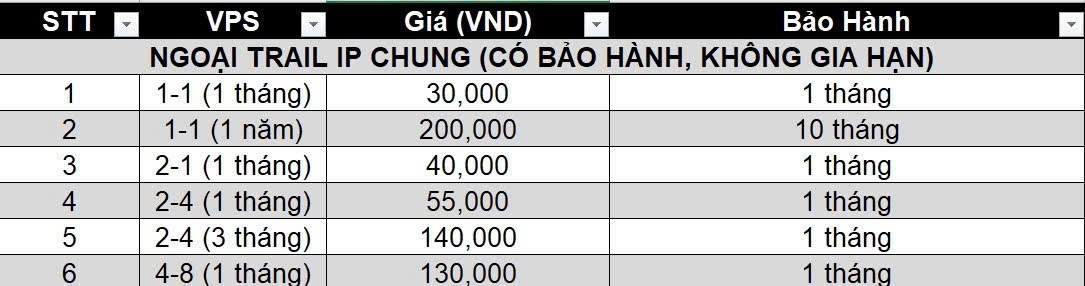 STT VPS Giá (VND) Bảo Hành
NGOẠI TRAIL IP CHUNG (CÓ BẢO HÀNH, KHÔNG GIA HẠN)
1 1-1 (1 tháng) 30,000 1 tháng
2 1-1 (1 năm) 200,000 10 tháng
3 2-1 (1 tháng) 40,000 1 tháng
4 2-4 (1 tháng) 55,000 1 tháng
5 2-4 (3 tháng) 140,000 1 tháng
6 4-8 (1 tháng) 130,000 1 tháng